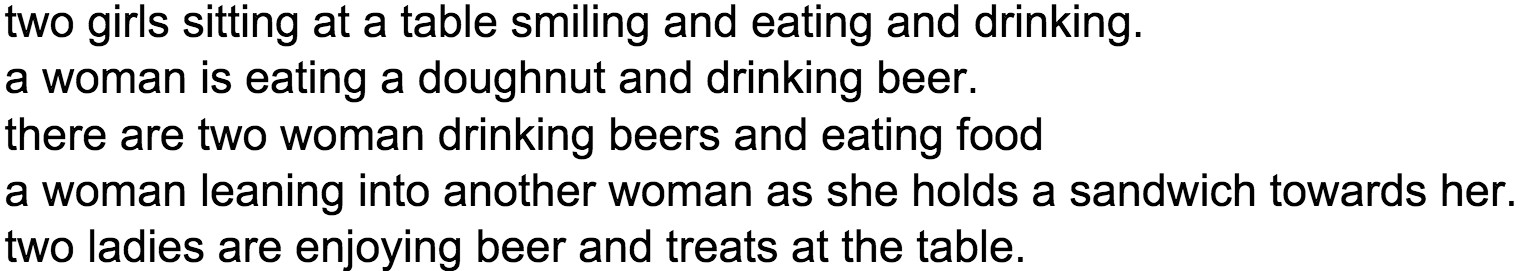 two girls sitting at a table smiling and eating and drinking.
a woman is eating a doughnut and drinking beer.
there are two woman drinking beers and eating food
a woman leaning into another woman as she holds a sandwich towards her.
two ladies are enjoying beer and treats at the table.